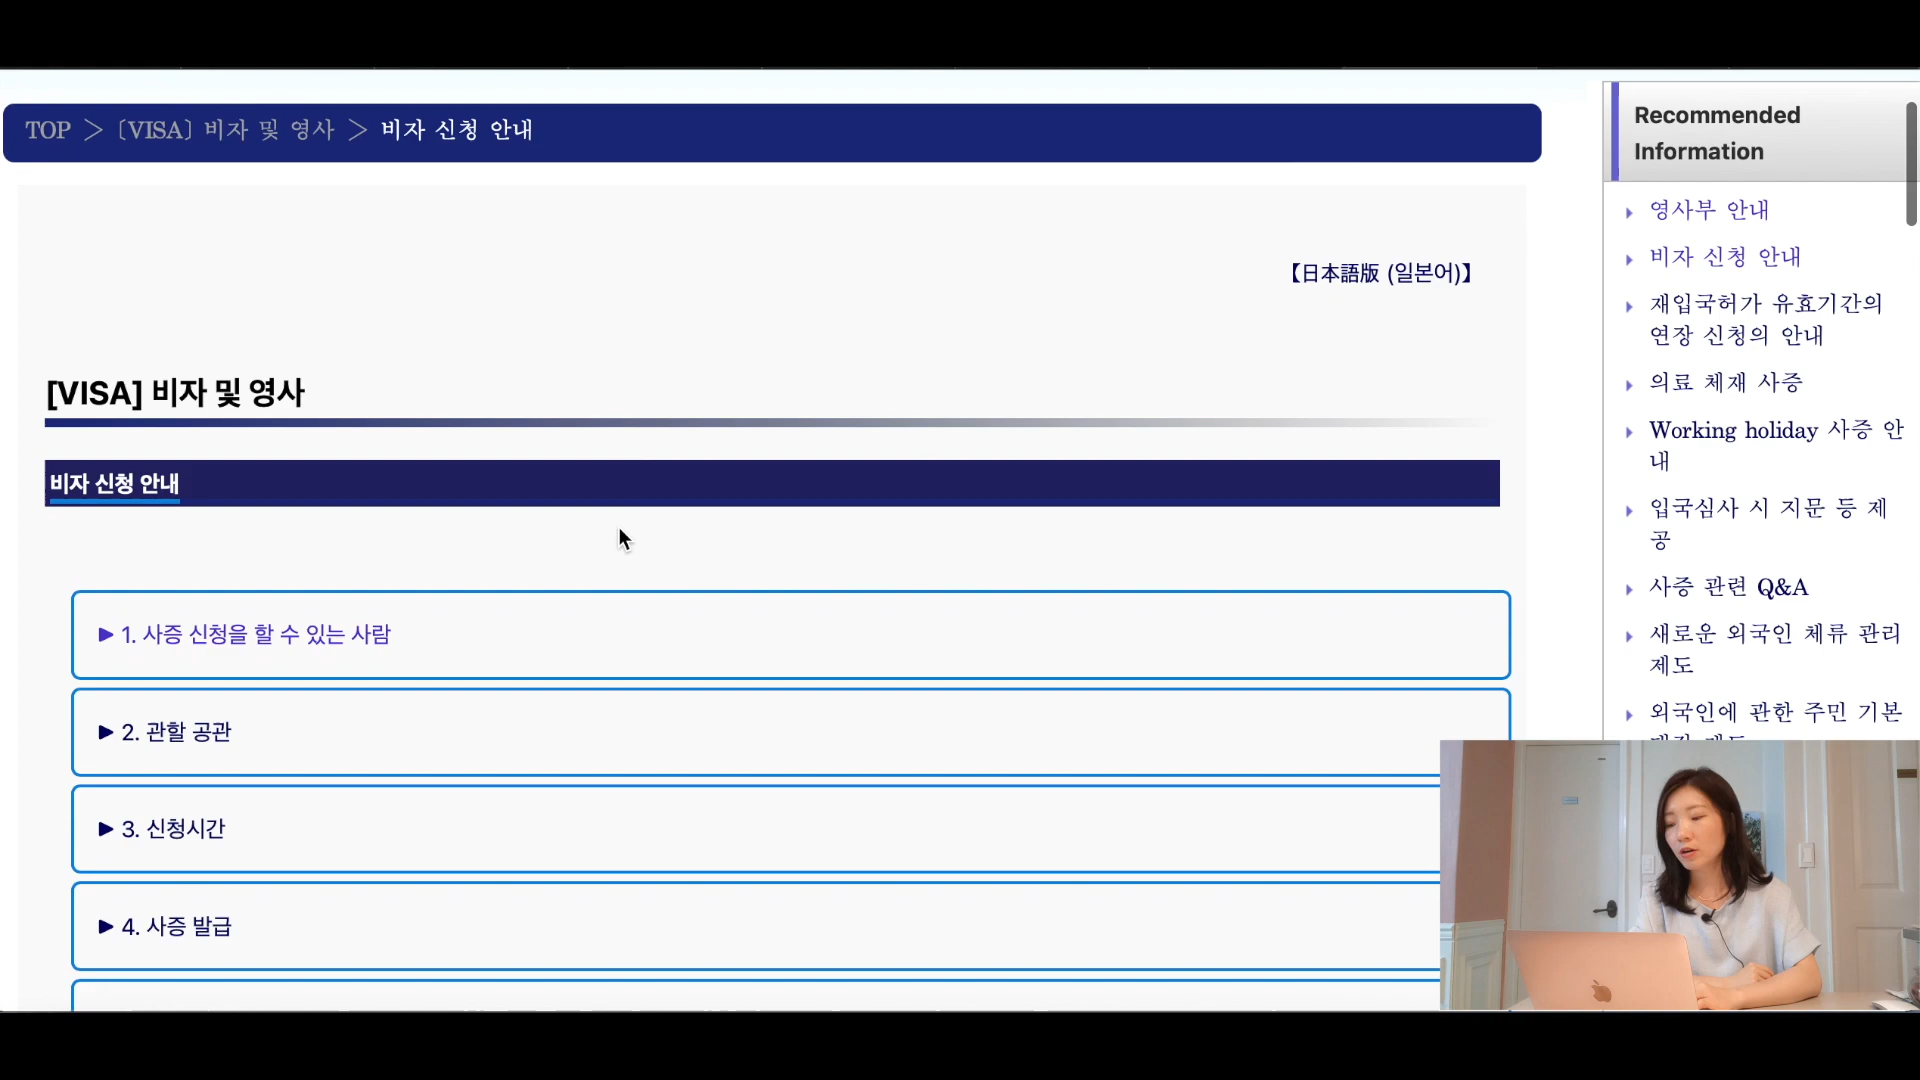 TOP > [VISA] 비자 및 영사 > 비자 신청 안내
【日本語版 (일본어)】
[VISA] 비자 및 영사
비자 신청 안내
▶ 1. 사증 신청을 할 수 있는 사람
▶ 2. 관할 공관
▶ 3. 신청시간
▶ 4. 사증 발급
Recommended
Information
영사부 안내
비자 신청 안내
재입국허가 유효기간의
연장 신청의 안내
의료 체재 사증
Working holiday 사증 안
내
입국심사 시 지문 등 제
공
사증 관련 Q&A
새로운 외국인 체류 관리
제도
외국인에 관한 주민 기본